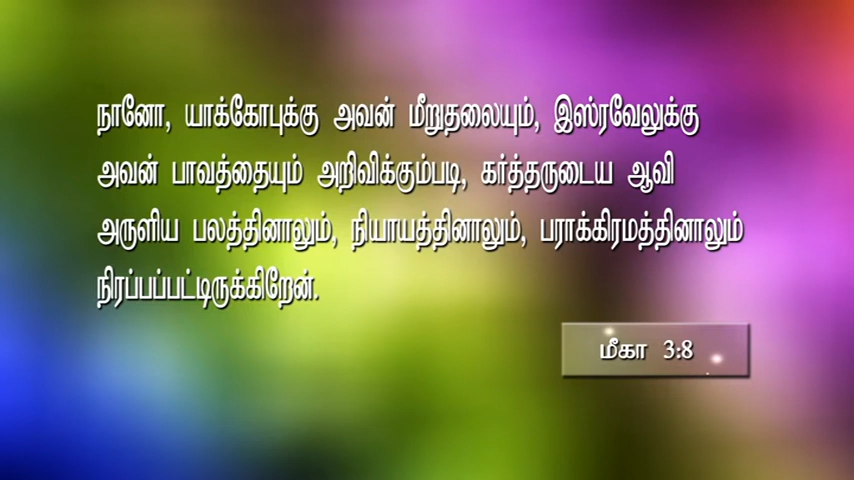 நானோ, யாக்கோபுக்கு அவன் மீறுதலையும், இஸ்ரவேலுக்கு
அவன் பாவத்தையும் அறிவிக்கும்படி, கர்த்தருடைய ஆவி
அருளிய பலத்தினாலும், நியாயத்தினாலும், பராக்கிரமத்தினாலும்
நிரப்பப்பட்டிருக்கிறேன்.
மீகா 3:8